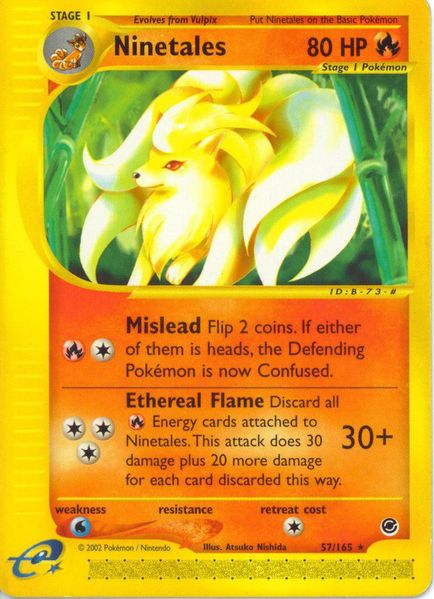 STAGE 1
Evolves from Vulpix
Put Ninetales on the Basic Pokémon
Ninetales
80 HP
Stage 1 Pokémon
ID:B-73-#
Mislead Flip 2 coins. If either
of them is heads, the Defending
Pokémon is now Confused.
Ethereal Flame Discard all
Energy cards attached to
Ninetales. This attack does 30
damage plus 20 more damage
for each card discarded this way.
30+
weakness
resistance
retreat cost
© 2002 Pokémon / Nintendo
Illus. Atsuko Nishida
57/165 ★
e